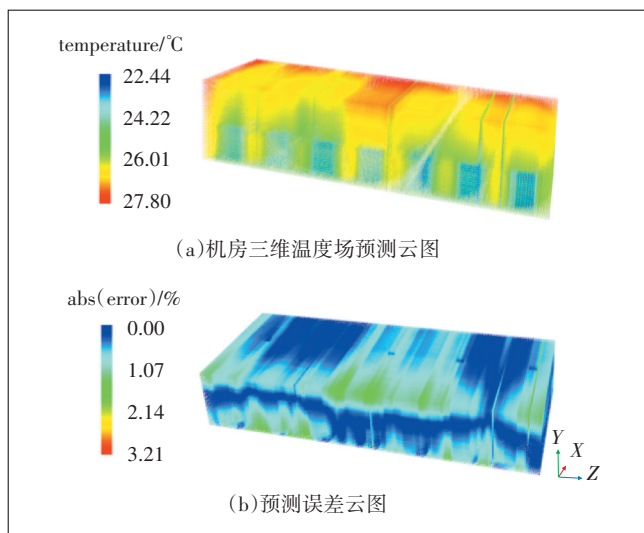 temperature/℃
22.44
24.22
26.01
27.80
(a)机房三维温度场预测云图
abs(error)/%
0.00
1.07
2.14
3.21
Y
X
Z
(b)预测误差云图